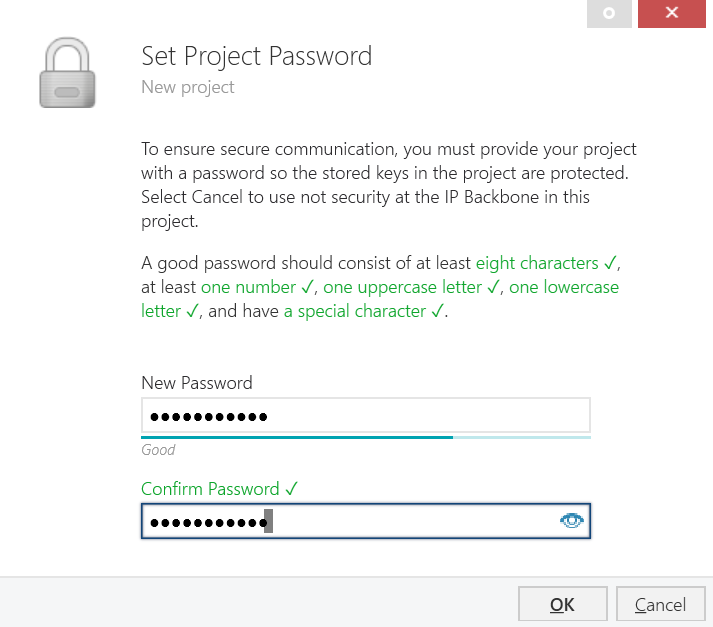 Set Project Password
New project
To ensure secure communication, you must provide your project
with a password so the stored keys in the project are protected.
Select Cancel to use not security at the IP Backbone in this
project.
A good password should consist of at least eight characters ✓,
at least one number ✓, one uppercase letter ✓, one lowercase
letter ✓, and have a special character ✓.
New Password
●●●●●●●●●●●
Good
Confirm Password ✓
●●●●●●●●●●●
OK Cancel